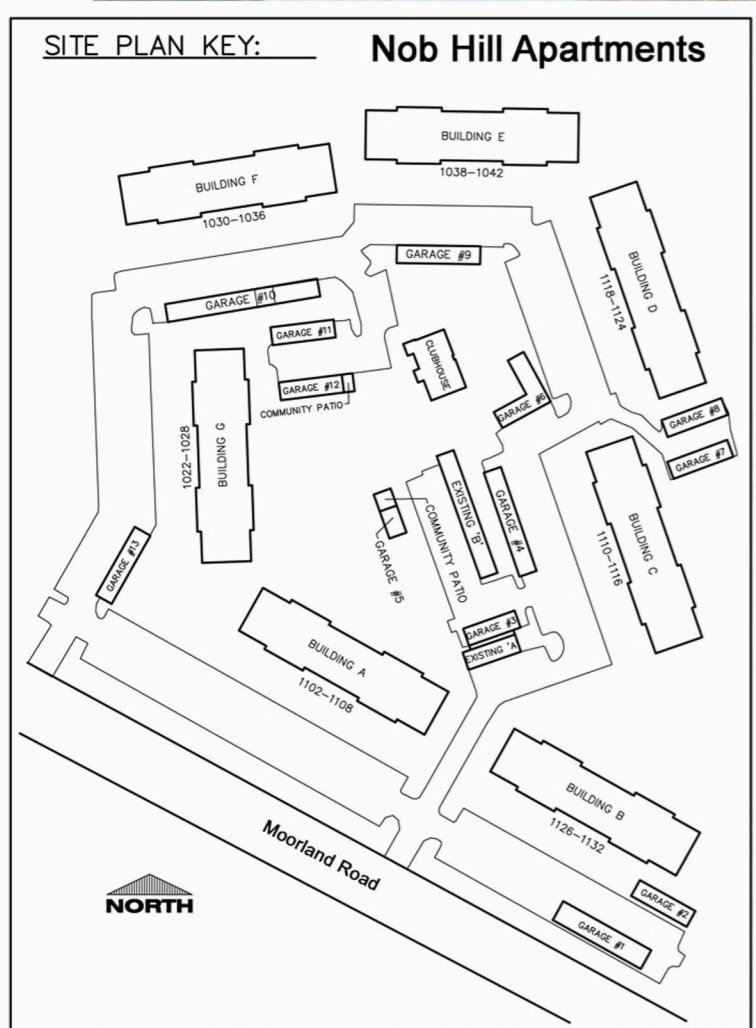 SITE PLAN KEY:
Nob Hill Apartments
BUILDING E
1038-1042
BUILDING F
1030-1036
BUILDING D
1118-1124
GARAGE #9
GARAGE #10
GARAGE #11
CLUBHOUSE
GARAGE #12
COMMUNITY PATIO
GARAGE #6
GARAGE #8
GARAGE #7
BUILDING G
1022-1028
EXISTING 'B'
GARAGE #4
COMMUNITY PATIO
GARAGE #5
BUILDING C
1110-1116
GARAGE #13
GARAGE #3
EXISTING 'A
BUILDING A
1102-1108
BUILDING B
1126-1132
Moorland Road
GARAGE #2
GARAGE #1
NORTH